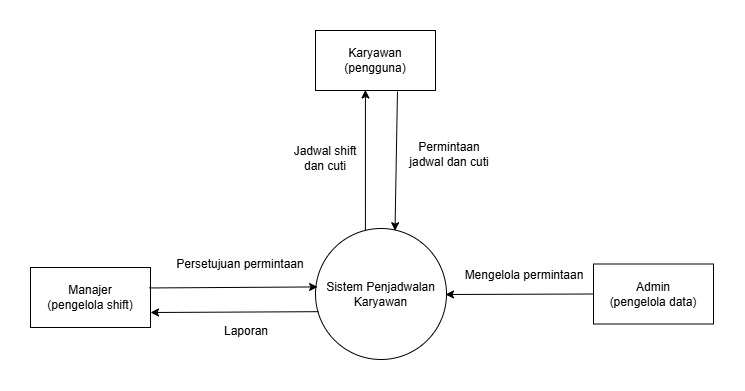 Karyawan
(pengguna)
Jadwal shift
dan cuti
Permintaan
jadwal dan cuti
Persetujuan permintaan
Manajer
(pengelola shift)
Laporan
Sistem Penjadwalan
Karyawan
Mengelola permintaan
Admin
(pengelola data)